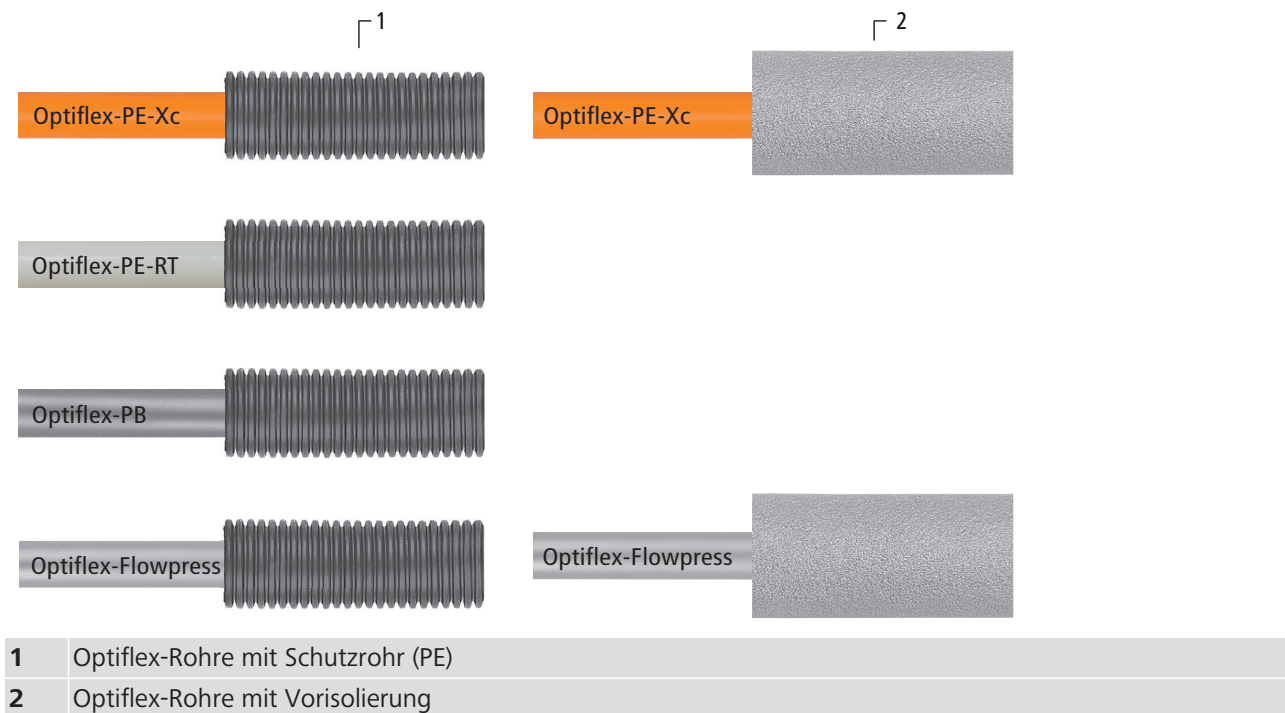 1
2
Optiflex-PE-Xc
Optiflex-PE-Xc
Optiflex-PE-RT
Optiflex-PB
Optiflex-Flowpress
Optiflex-Flowpress
1 Optiflex-Rohre mit Schutzrohr (PE)
2 Optiflex-Rohre mit Vorisolierung